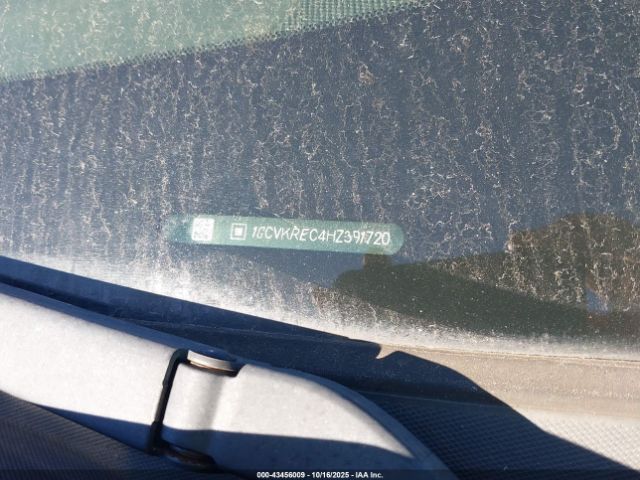 1GCVKREC4HZ391720
000-43456009 | 10/16/2025 - IAA Inc.